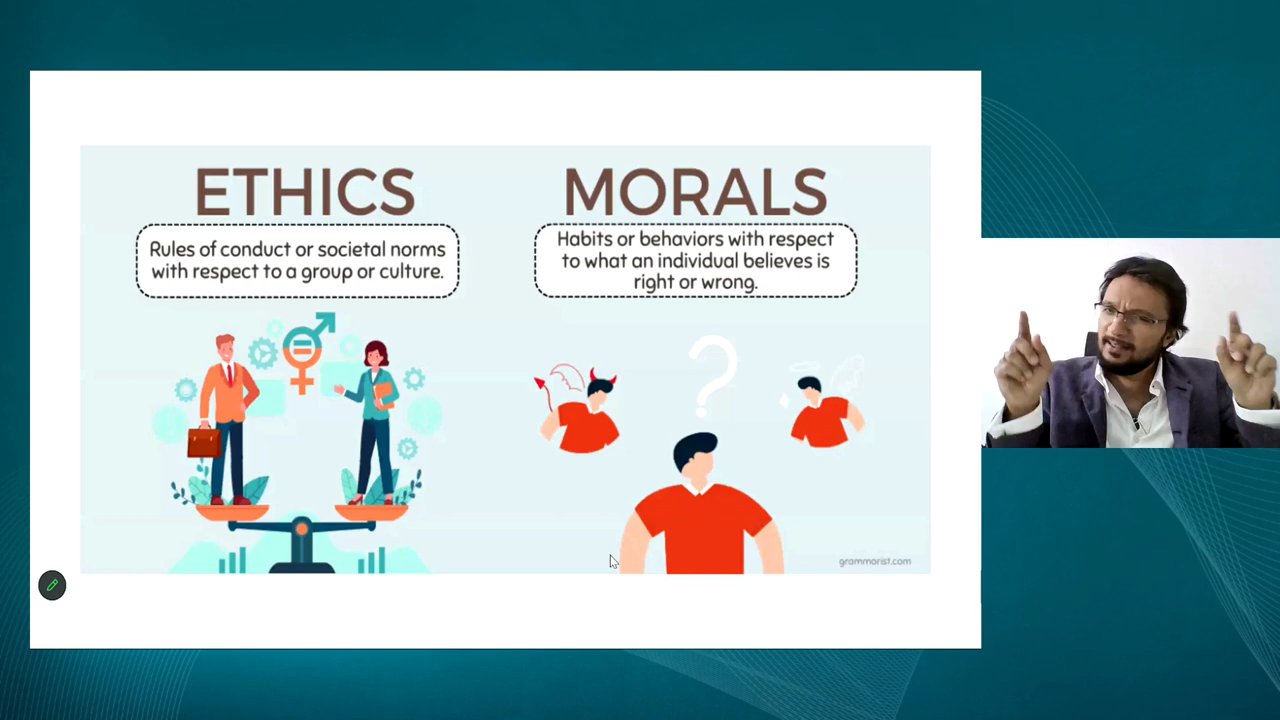 ETHICS
Rules of conduct or societal norms
with respect to a group or culture.
MORALS
Habits or behaviors with respect
to what an individual believes is
right or wrong.
?
grammarist.com